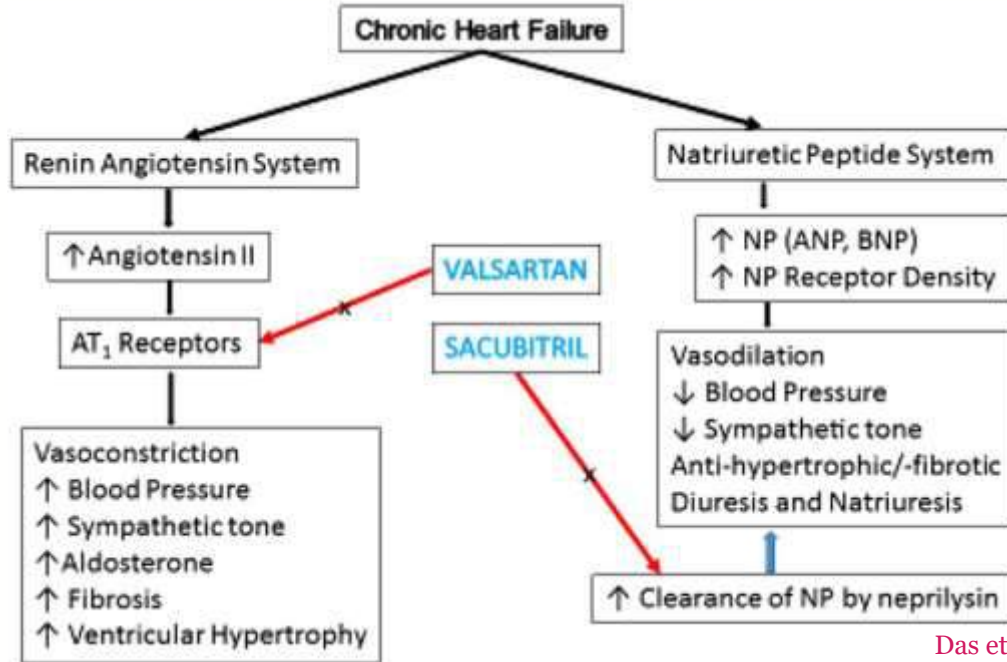 Chronic Heart Failure
Renin Angiotensin System
↑Angiotensin II
AT₁ Receptors
Vasoconstriction
↑ Blood Pressure
↑ Sympathetic tone
↑Aldosterone
↑ Fibrosis
↑ Ventricular Hypertrophy
VALSARTAN
x
SACUBITRIL
x
Natriuretic Peptide System
↑ NP (ANP, BNP)
↑ NP Receptor Density
Vasodilation
↓ Blood Pressure
↓ Sympathetic tone
Anti-hypertrophic/-fibrotic
Diuresis and Natriuresis
↑ Clearance of NP by neprilysin
Das et